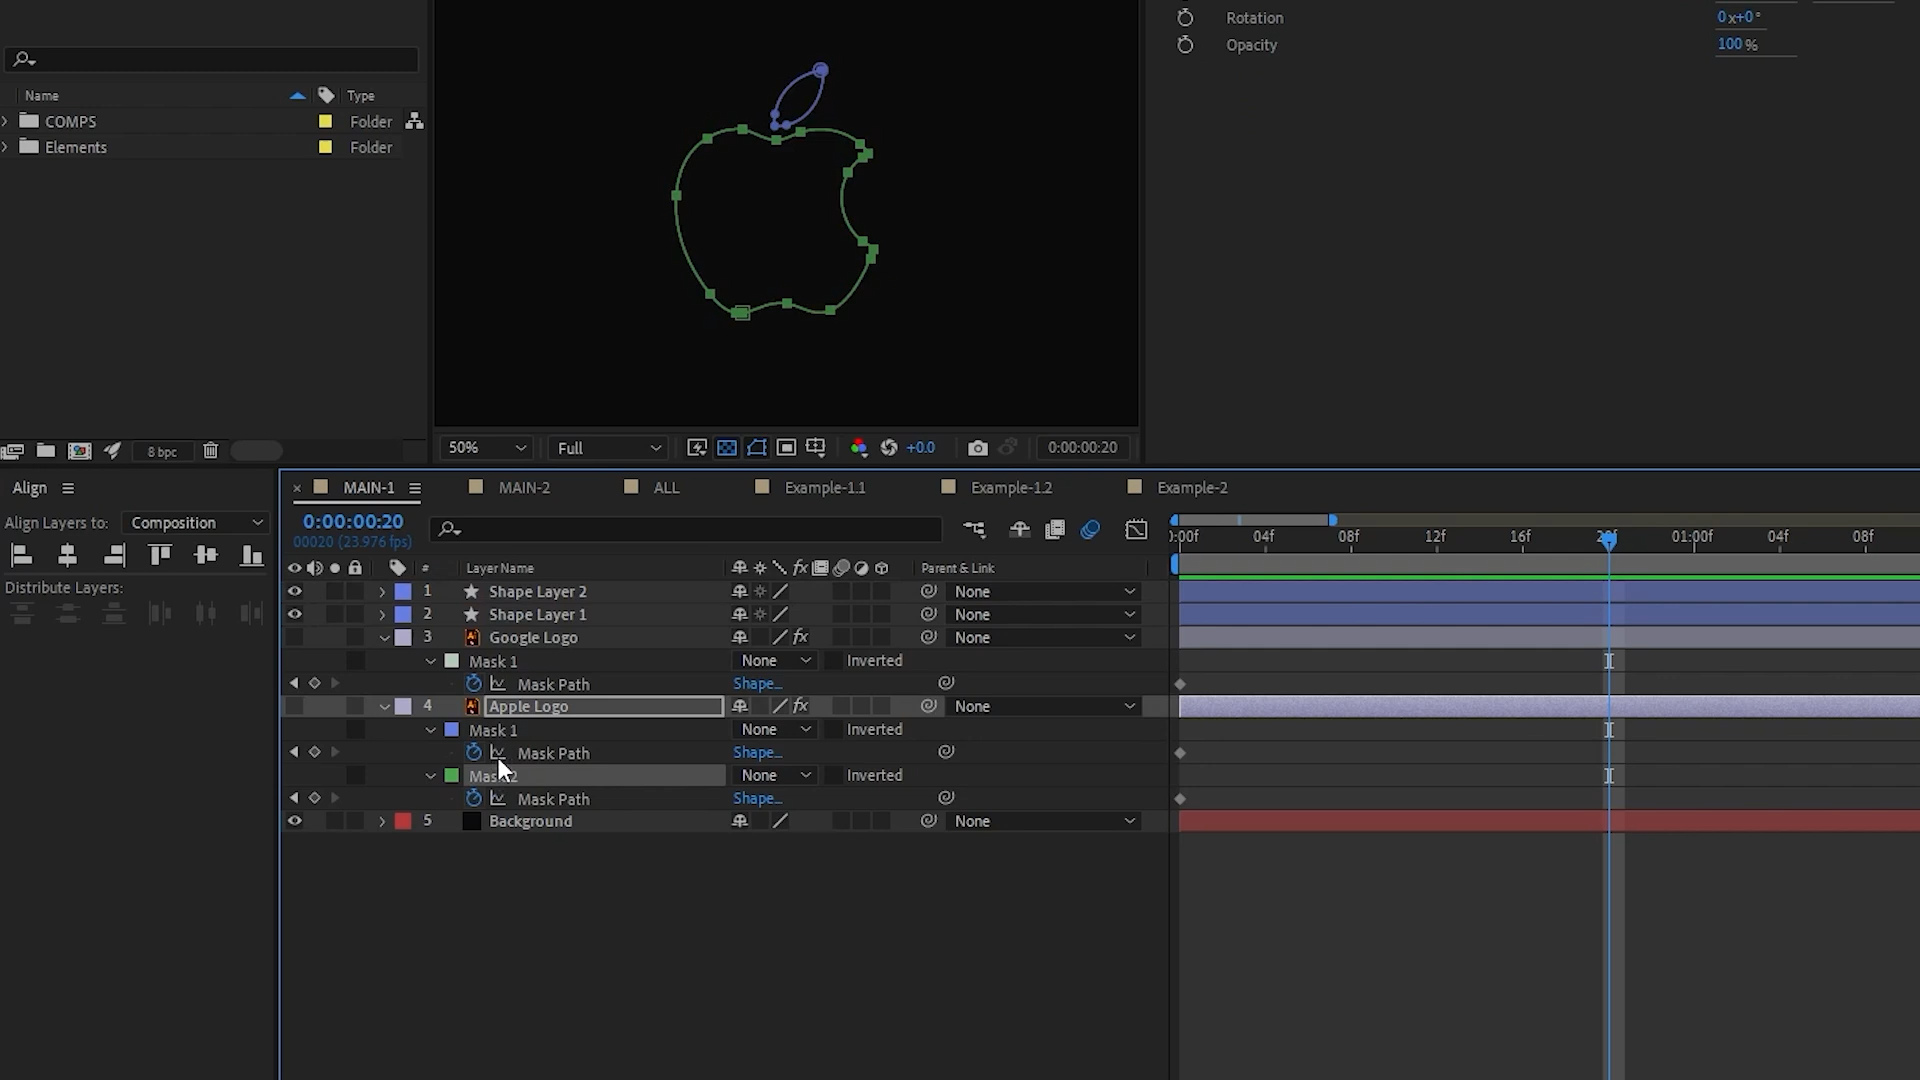 Rotation 0x+0°
Opacity 100%
Name Type
COMPS Folder
Elements Folder
50% Full +0.0 0:00:00:20
8 bpc
Align
MAIN-1 MAIN-2 ALL Example-1.1 Example-1.2 Example-2
Align Layers to: Composition
0:00:00:20
00020 (23.976 fps)
:00f 04f 08f 12f 16f 20f 01:00f 04f 08f
Distribute Layers:
# Layer Name fx Parent & Link
1 Shape Layer 2 None
2 Shape Layer 1 None
3 Ai Google Logo fx None
Mask 1 None Inverted
Mask Path Shape...
4 Ai Apple Logo fx None
Mask 1 None Inverted
Mask Path Shape...
Mask 2 None Inverted
Mask Path Shape...
5 Background None